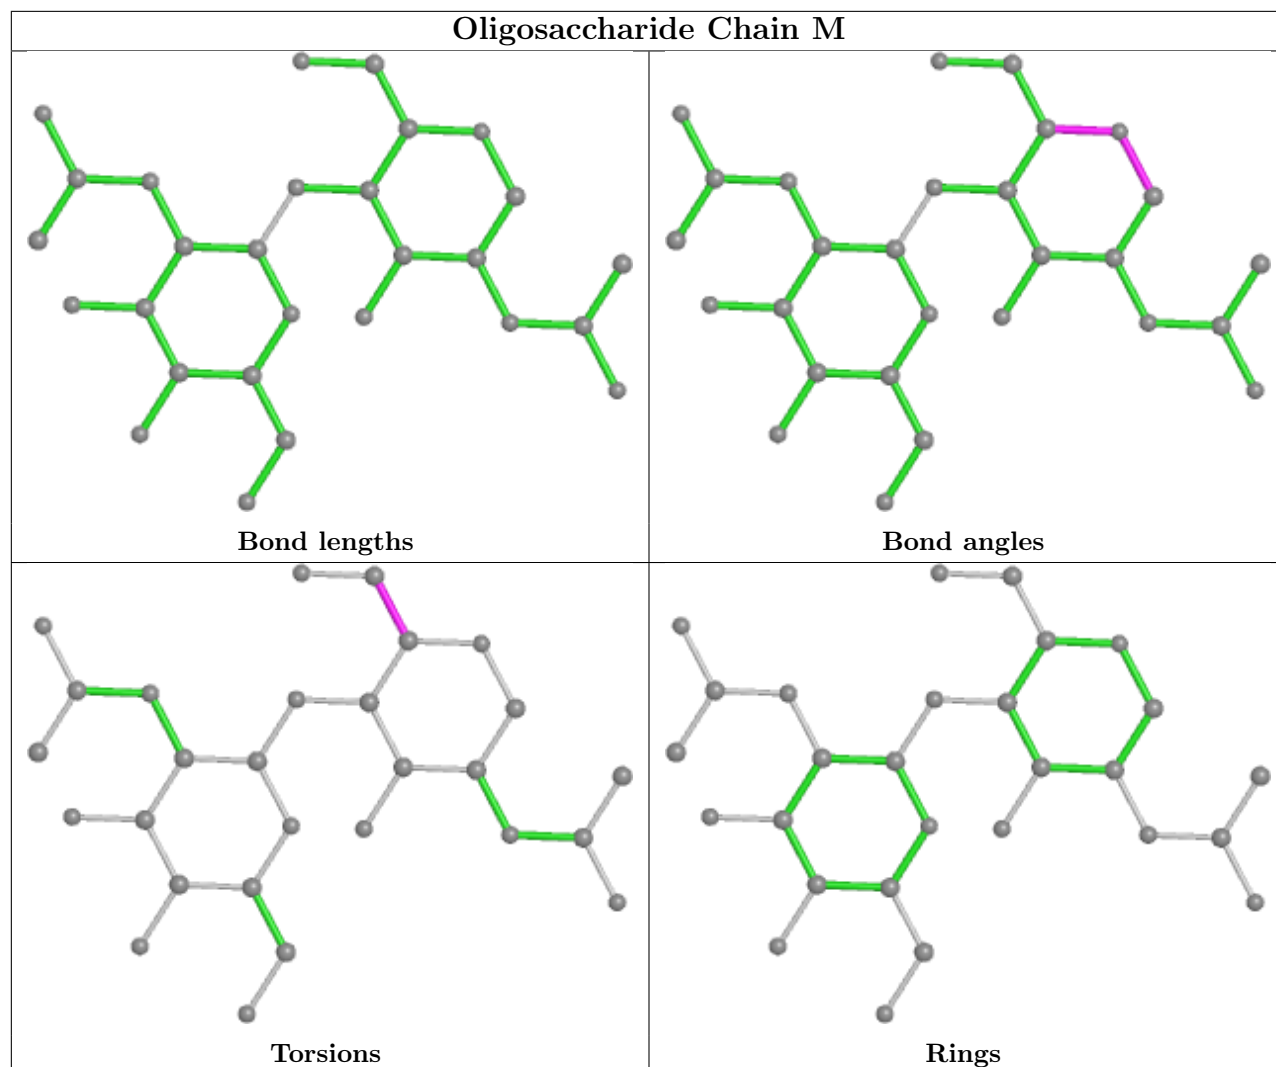 Oligosaccharide Chain M
Bond lengths
Bond angles
Torsions
Rings